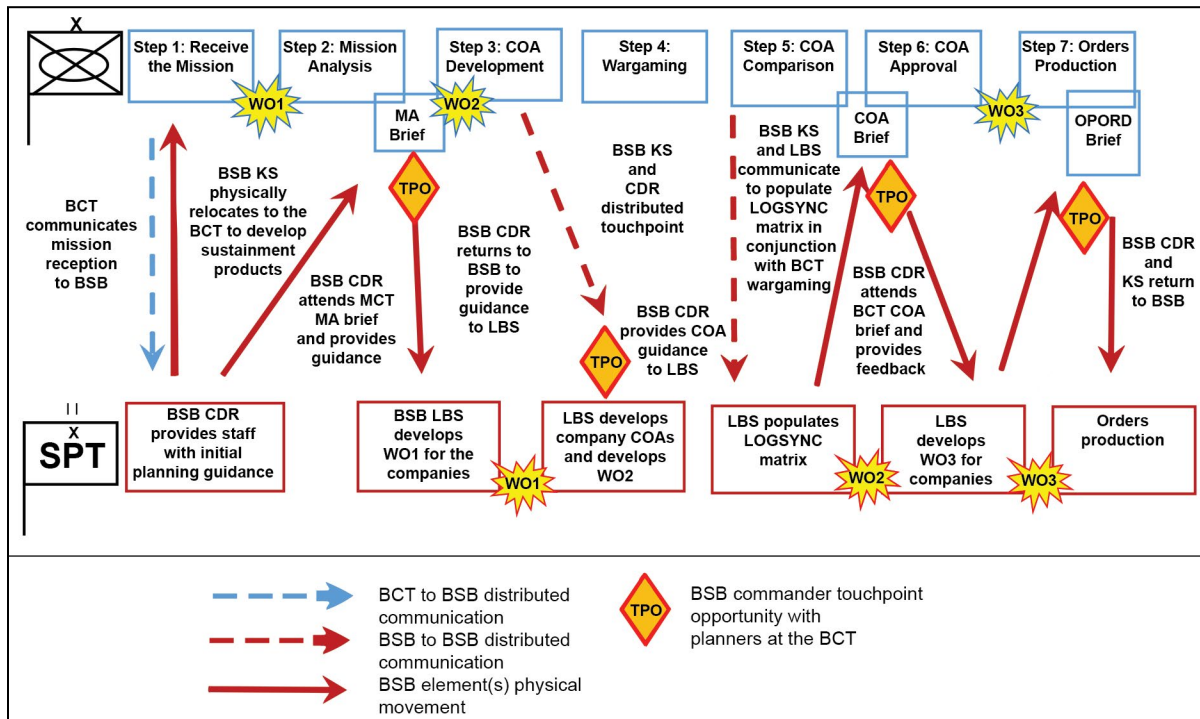 X
Step 1: Receive
the Mission
Step 2: Mission
Analysis
Step 3: COA
Development
Step 4:
Wargaming
Step 5: COA
Comparison
Step 6: COA
Approval
Step 7: Orders
Production
WO1
WO2
WO3
MA
Brief
COA
Brief
OPORD
Brief
TPO
TPO
TPO
BCT
communicates
mission
reception
to BSB
BSB KS
physically
relocates to the
BCT to develop
sustainment
products
BSB CDR
attends MCT
MA brief
and provides
guidance
BSB CDR
returns to
BSB to
provide
guidance
to LBS
BSB KS
and
CDR
distributed
touchpoint
TPO
BSB CDR
provides COA
guidance
to LBS
BSB KS
and LBS
communicate
to populate
LOGSYNC
matrix in
conjunction
with BCT
wargaming
BSB CDR
attends
BCT COA
brief and
provides
feedback
BSB CDR
and
KS return
to BSB
II
X
SPT
BSB CDR
provides staff
with initial
planning guidance
BSB LBS
develops
WO1 for the
companies
WO1
LBS develops
company COAs
and develops
WO2
LBS populates
LOGSYNC
matrix
WO2
LBS
develops
WO3 for
companies
WO3
Orders
production
BCT to BSB distributed
communication
BSB to BSB distributed
communication
BSB element(s) physical
movement
TPO
BSB commander touchpoint
opportunity with
planners at the BCT